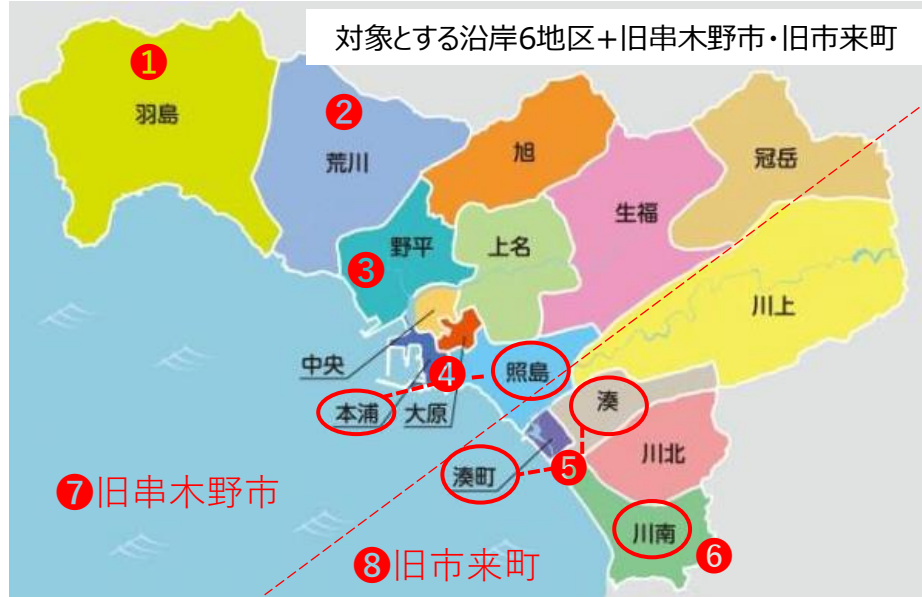 対象とする沿岸6地区+旧串木野市・旧市来町
❶
羽島
❷
荒川
旭
冠岳
生福
❸
野平
上名
川上
中央
❹
照島
本浦
大原
湊
❺
湊町
川北
❼旧串木野市
川南
❻
❽旧市来町